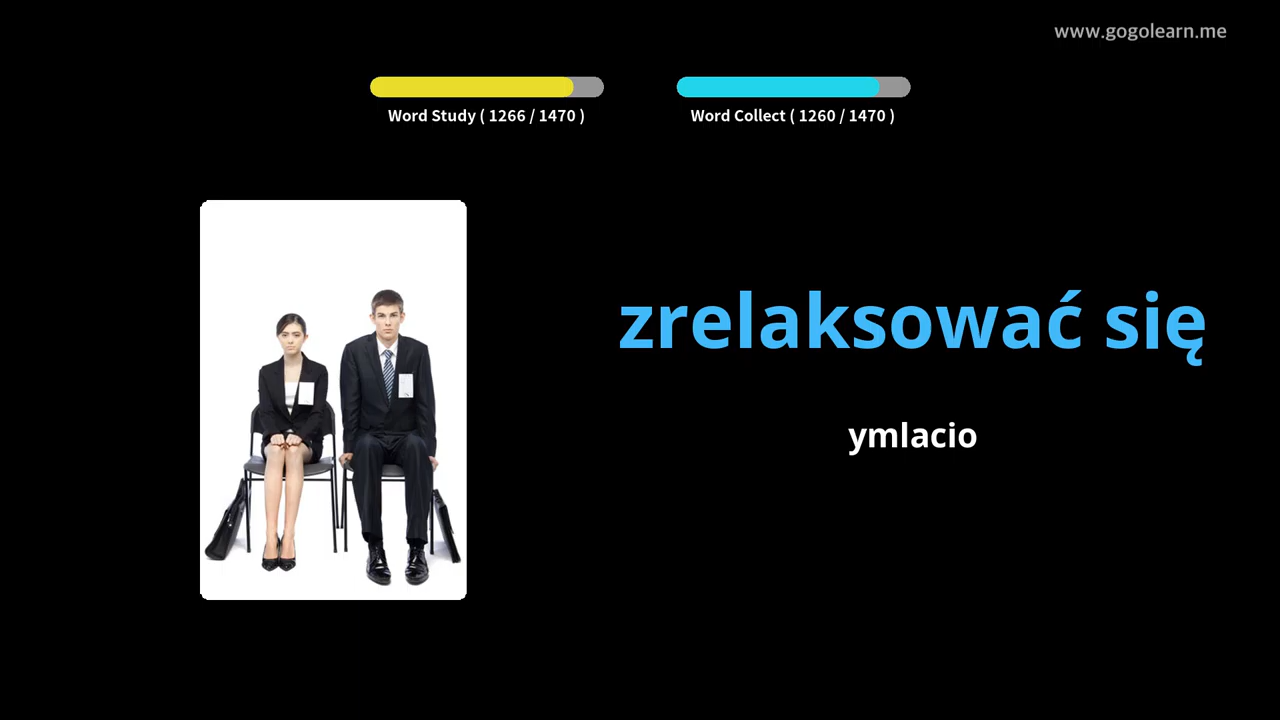 www.gogolearn.me
Word Study ( 1266 / 1470 )
Word Collect ( 1260 / 1470 )
zrelaksować się
ymlacio